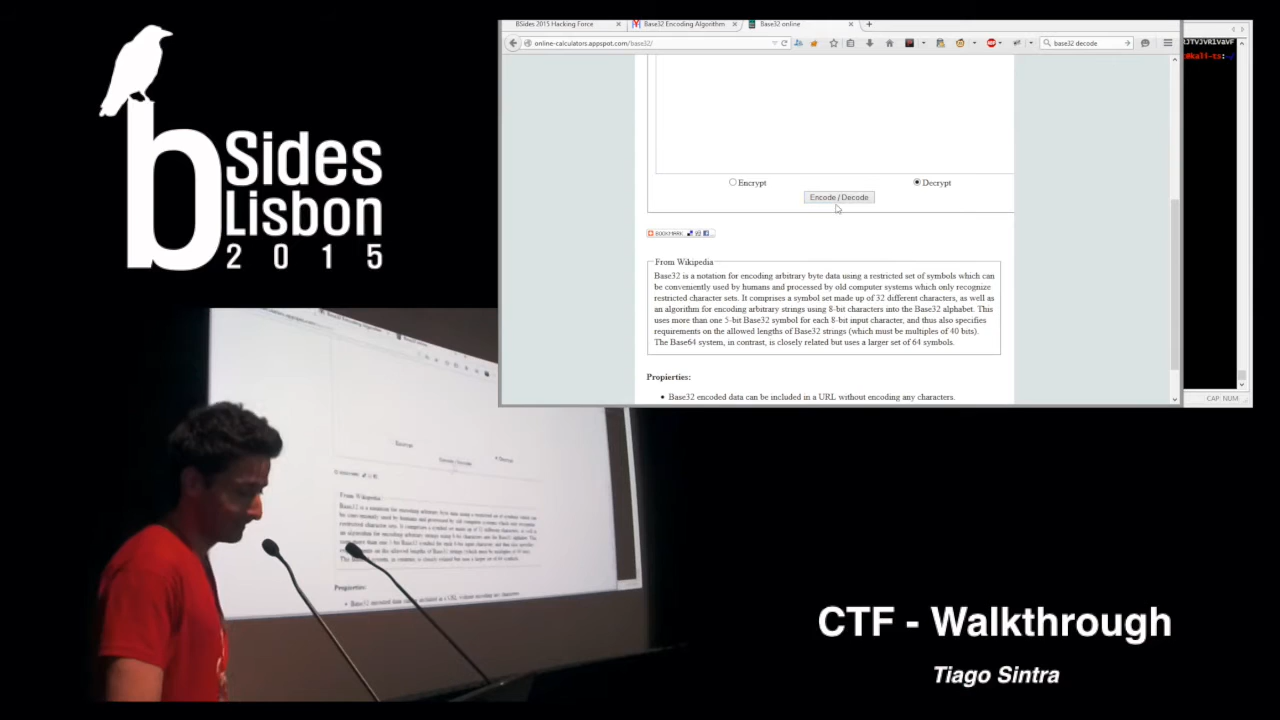 bSides
Lisbon
2015
BSides 2015 Hacking Force
Base32 Encoding Algorithm
Base32 online
online-calculators.appspot.com/base32/
base32 decode
Encrypt
Decrypt
Encode / Decode
BOOKMARK
From Wikipedia
Base32 is a notation for encoding arbitrary byte data using a restricted set of symbols which can
be conveniently used by humans and processed by old computer systems which only recognize
restricted character sets. It comprises a symbol set made up of 32 different characters, as well as
an algorithm for encoding arbitrary strings using 8-bit characters into the Base32 alphabet. This
uses more than one 5-bit Base32 symbol for each 8-bit input character, and thus also specifies
requirements on the allowed lengths of Base32 strings (which must be multiples of 40 bits).
The Base64 system, in contrast, is closely related but uses a larger set of 64 symbols.
Propierties:
Base32 encoded data can be included in a URL without encoding any characters.
@kali-ts:~
CAP NUM
From Wikipedia
CTF - Walkthrough
Tiago Sintra